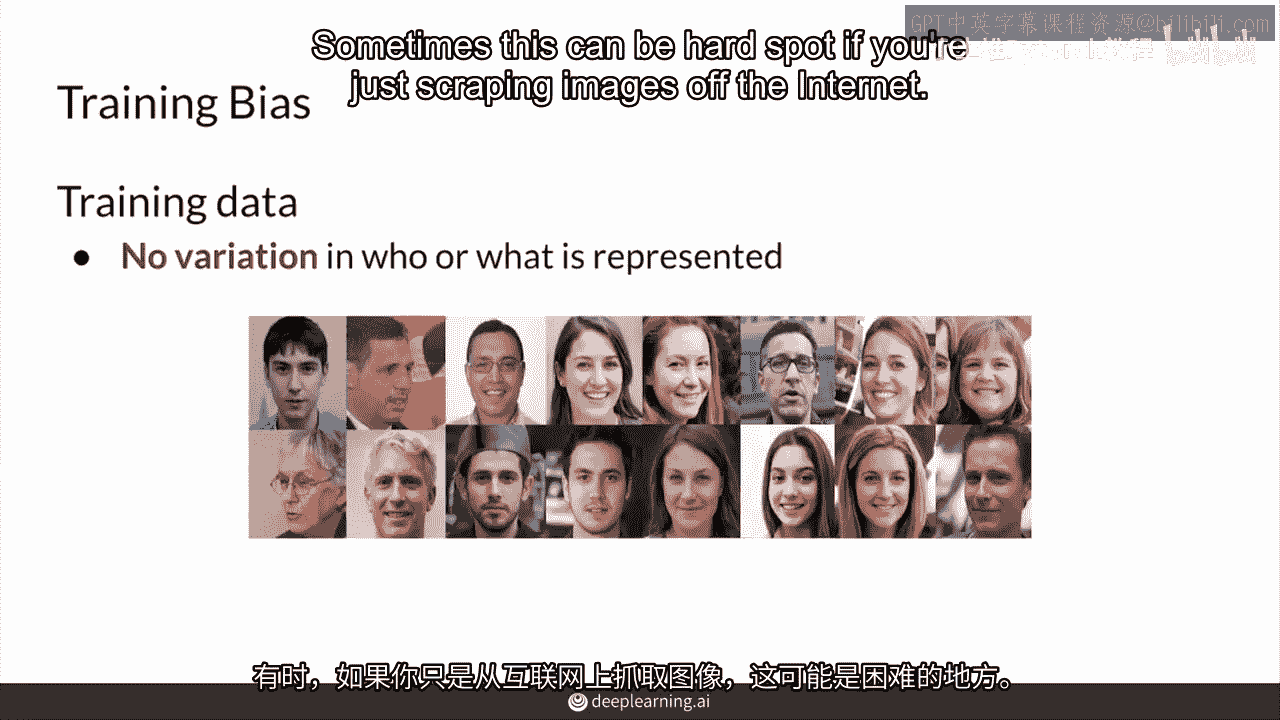 GPT中英字幕课程资源@bilibili.com
Sometimes this can be hard spot if you're
just scraping images off the Internet.
Training Bias
Training data
● No variation in who or what is represented
有时，如果你只是从互联网上抓取图像，这可能是困难的地方。
deeplearning.ai